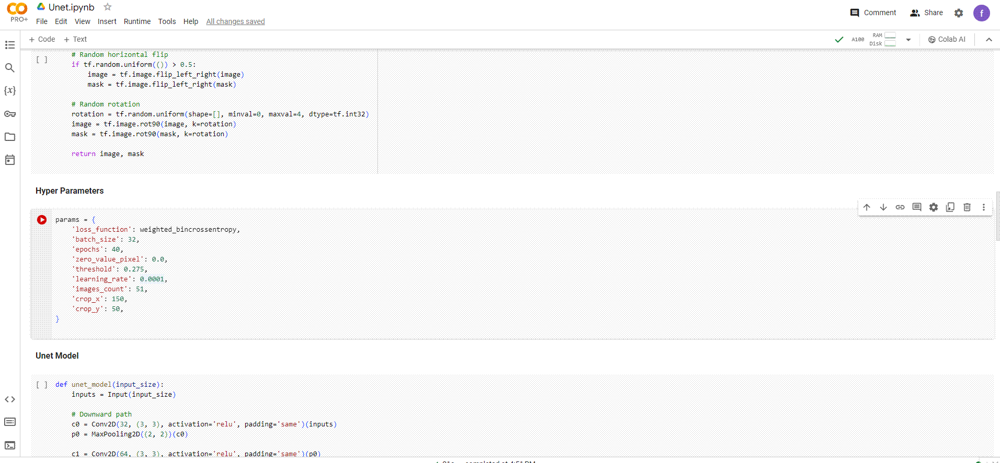 Unet.ipynb
PRO+
File Edit View Insert Runtime Tools Help All changes saved
Comment Share f
+ Code + Text
A100 RAM Disk Colab AI
[ ]
# Random horizontal flip
if tf.random.uniform(()) > 0.5:
image = tf.image.flip_left_right(image)
mask = tf.image.flip_left_right(mask)
# Random rotation
rotation = tf.random.uniform(shape=[], minval=0, maxval=4, dtype=tf.int32)
image = tf.image.rot90(image, k=rotation)
mask = tf.image.rot90(mask, k=rotation)
return image, mask
Hyper Parameters
params = {
'loss_function': weighted_bincrossentropy,
'batch_size': 32,
'epochs': 40,
'zero_value_pixel': 0.0,
'threshold': 0.275,
'learning_rate': 0.0001,
'images_count': 51,
'crop_x': 150,
'crop_y': 50,
}
Unet Model
[ ] def unet_model(input_size):
inputs = Input(input_size)
# Downward path
c0 = Conv2D(32, (3, 3), activation='relu', padding='same')(inputs)
p0 = MaxPooling2D((2, 2))(c0)
c1 = Conv2D(64, (3, 3), activation='relu', padding='same')(p0)
completed at 4:51 PM